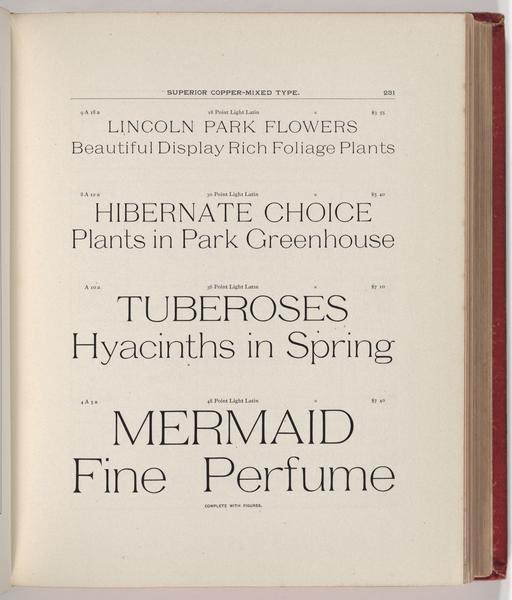 SUPERIOR COPPER-MIXED TYPE. 231
9 A 18 a 18 Point Light Latin $3 55
LINCOLN PARK FLOWERS
Beautiful Display Rich Foliage Plants
8 A 12 a 30 Point Light Latin $5 40
HIBERNATE CHOICE
Plants in Park Greenhouse
A 10 a 36 Point Light Latin $7 10
TUBEROSES
Hyacinths in Spring
4 A 5 a 48 Point Light Latin $7 40
MERMAID
Fine Perfume
COMPLETE WITH FIGURES.